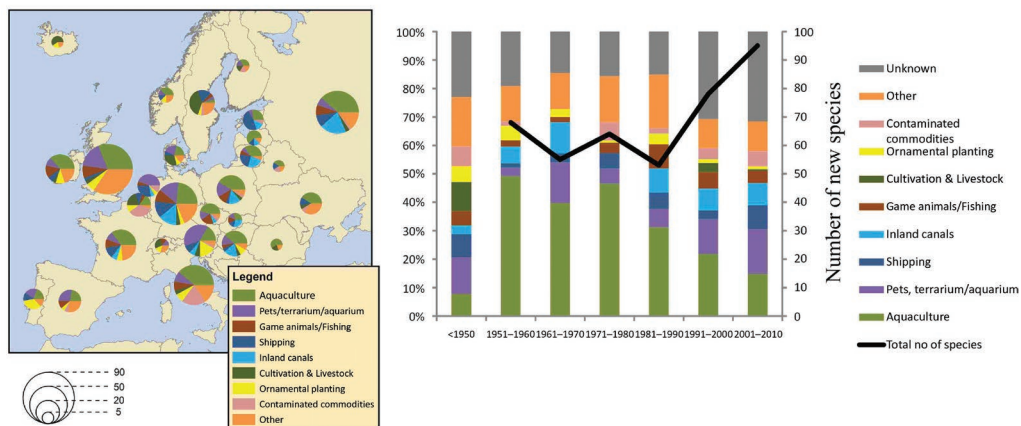 Legend
Aquaculture
Pets/terrarium/aquarium
Game animals/Fishing
Shipping
Inland canals
Cultivation & Livestock
Ornamental planting
Contaminated commodities
Other
90
50
20
5
100%
90%
80%
70%
60%
50%
40%
30%
20%
10%
0%
<1950
1951–1960
1961–1970
1971–1980
1981–1990
1991–2000
2001–2010
100
90
80
70
60
50
40
30
20
10
0
Number of new species
Unknown
Other
Contaminated
commodities
Ornamental planting
Cultivation & Livestock
Game animals/Fishing
Inland canals
Shipping
Pets, terrarium/aquarium
Aquaculture
Total no of species